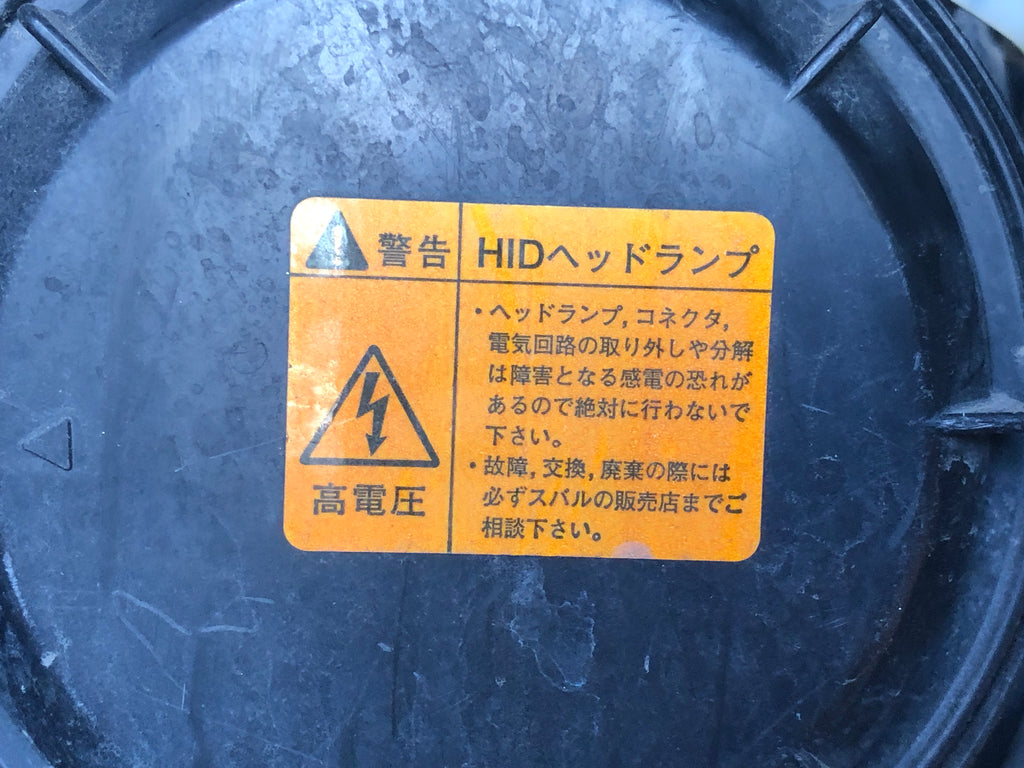 警告
HIDヘッドランプ
高電圧
・ヘッドランプ,コネクタ,
電気回路の取り外しや分解
は障害となる感電の恐れが
あるので絶対に行わないで
下さい。
・故障,交換,廃棄の際には
必ずスバルの販売店までご
相談下さい。